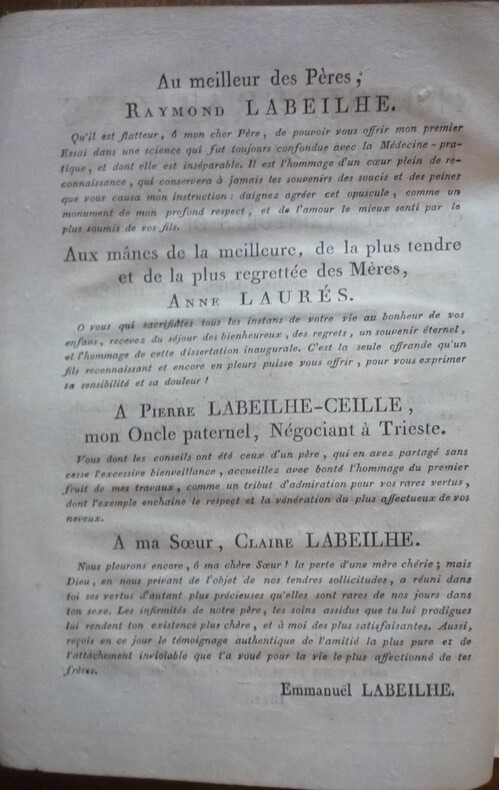 Au meilleur des Pères,
RAYMOND LABEILHE.
Qu'il est flatteur, ô mon cher Père, de pouvoir vous offrir mon premier
Essai dans une science qui fut toujours confondue avec la Médecine-pra-
tique, et dont elle est inséparable. Il est l'hommage d'un cœur plein de re-
connaissance, qui conservera à jamais les souvenirs des soucis et des peines
que vous causa mon instruction: daignez agréer cet opuscule, comme un
monument de mon profond respect, et de l'amour le mieux senti par le
plus soumis de vos fils.
Aux mânes de la meilleure, de la plus tendre
et de la plus regrettée des Mères,
ANNE LAURÉS.
O vous qui sacrifiâtes tous les instans de votre vie au bonheur de vos
enfans, recevez du séjour des bienheureux, des regrets, un souvenir éternel,
et l'hommage de cette dissertation inaugurale. C'est la seule offrande qu'un
fils reconnaissant et encore en pleurs puisse vous offrir, pour vous exprimer
sa sensibilité et sa douleur!
A PIERRE LABEILHE-CEILLE,
mon Oncle paternel, Négociant à Trieste.
Vous dont les conseils ont été ceux d'un père, qui en avez partagé sans
cesse l'excessive bienveillance, accueillez avec bonté l'hommage du premier
fruit de mes travaux, comme un tribut d'admiration pour vos rares vertus,
dont l'exemple enchaîne le respect et la vénération du plus affectueux de vos
neveux.
A ma Sœur, CLAIRE LABEILHE.
Nous pleurons encore, ô ma chère Sœur! la perte d'une mère chérie; mais
Dieu, en nous privant de l'objet de nos tendres sollicitudes, a réuni dans
toi ses vertus d'autant plus précieuses qu'elles sont rares de nos jours dans
ton sexe. Les infirmités de notre père, les soins assidus que tu lui prodigues
lui rendent ton existence plus chère, et à moi des plus satisfaisantes. Aussi,
reçois en ce jour le témoignage authentique de l'amitié la plus pure et de
l'attachement inviolable que t'a voué pour la vie le plus affectionné de tes
frères.
Emmanuël LABEILHE.